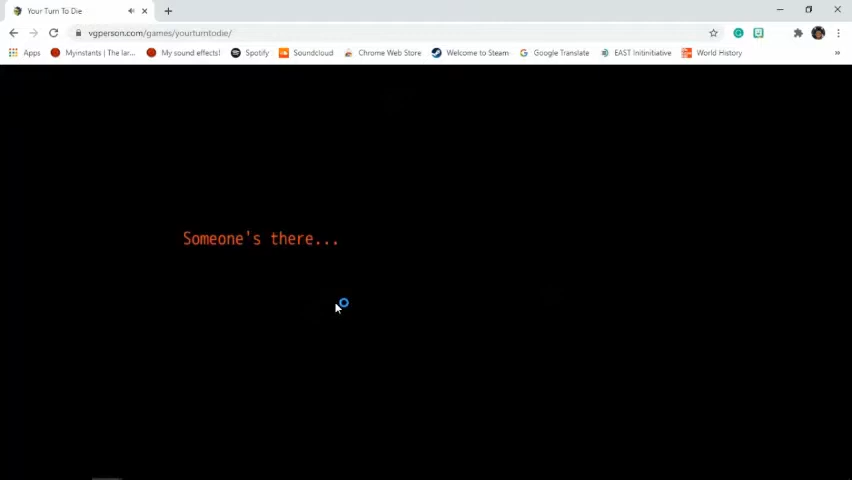 Your Turn To Die
vgperson.com/games/yourturntodie/
Apps
Myinstants | The lar...
My sound effects!
Spotify
Soundcloud
Chrome Web Store
Welcome to Steam
Google Translate
EAST Initinitiative
World History
»
Someone's there...